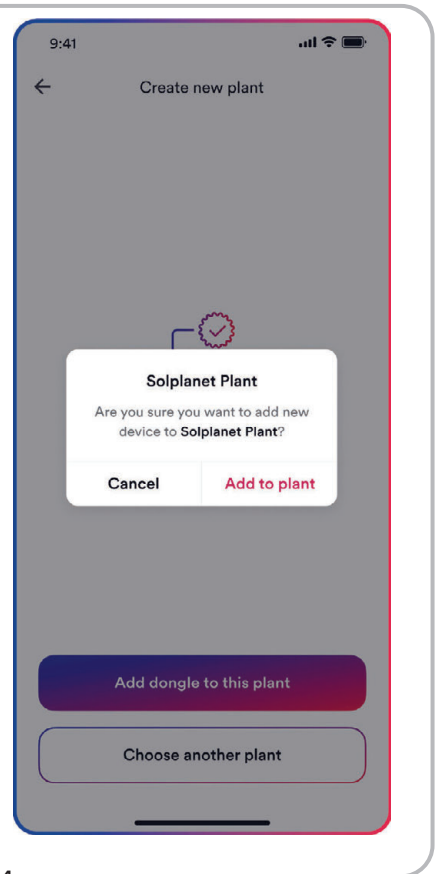 9:41
Create new plant
Solplanet Plant
Are you sure you want to add new
device to Solplanet Plant?
Cancel Add to plant
Add dongle to this plant
Choose another plant